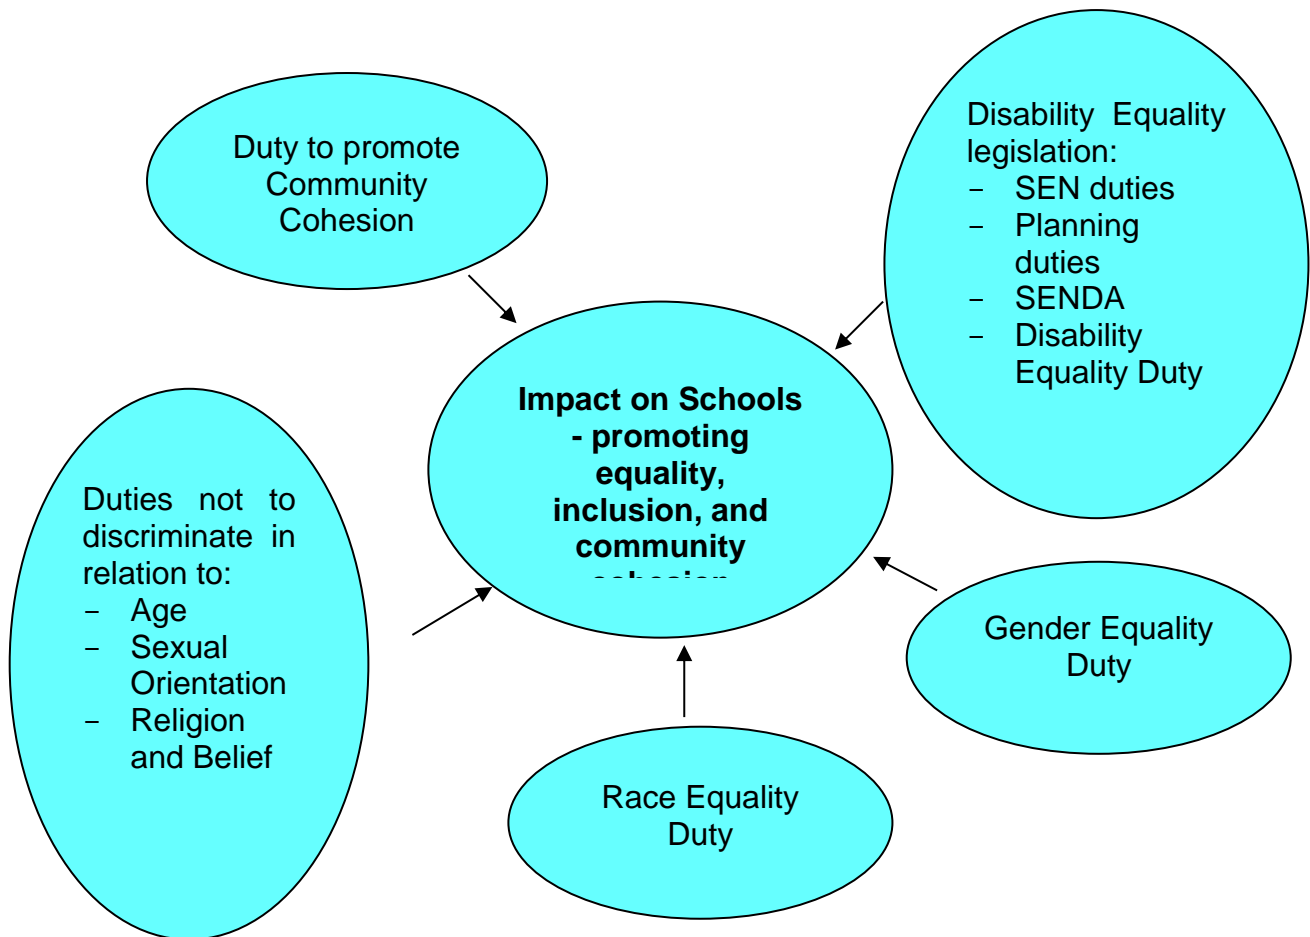 Duty to promote
Community
Cohesion
Disability Equality
legislation:
- SEN duties
- Planning
duties
- SENDA
- Disability
Equality Duty
Impact on Schools
- promoting
equality,
inclusion, and
community
Duties not to
discriminate in
relation to:
- Age
- Sexual
Orientation
- Religion
and Belief
Gender Equality
Duty
Race Equality
Duty